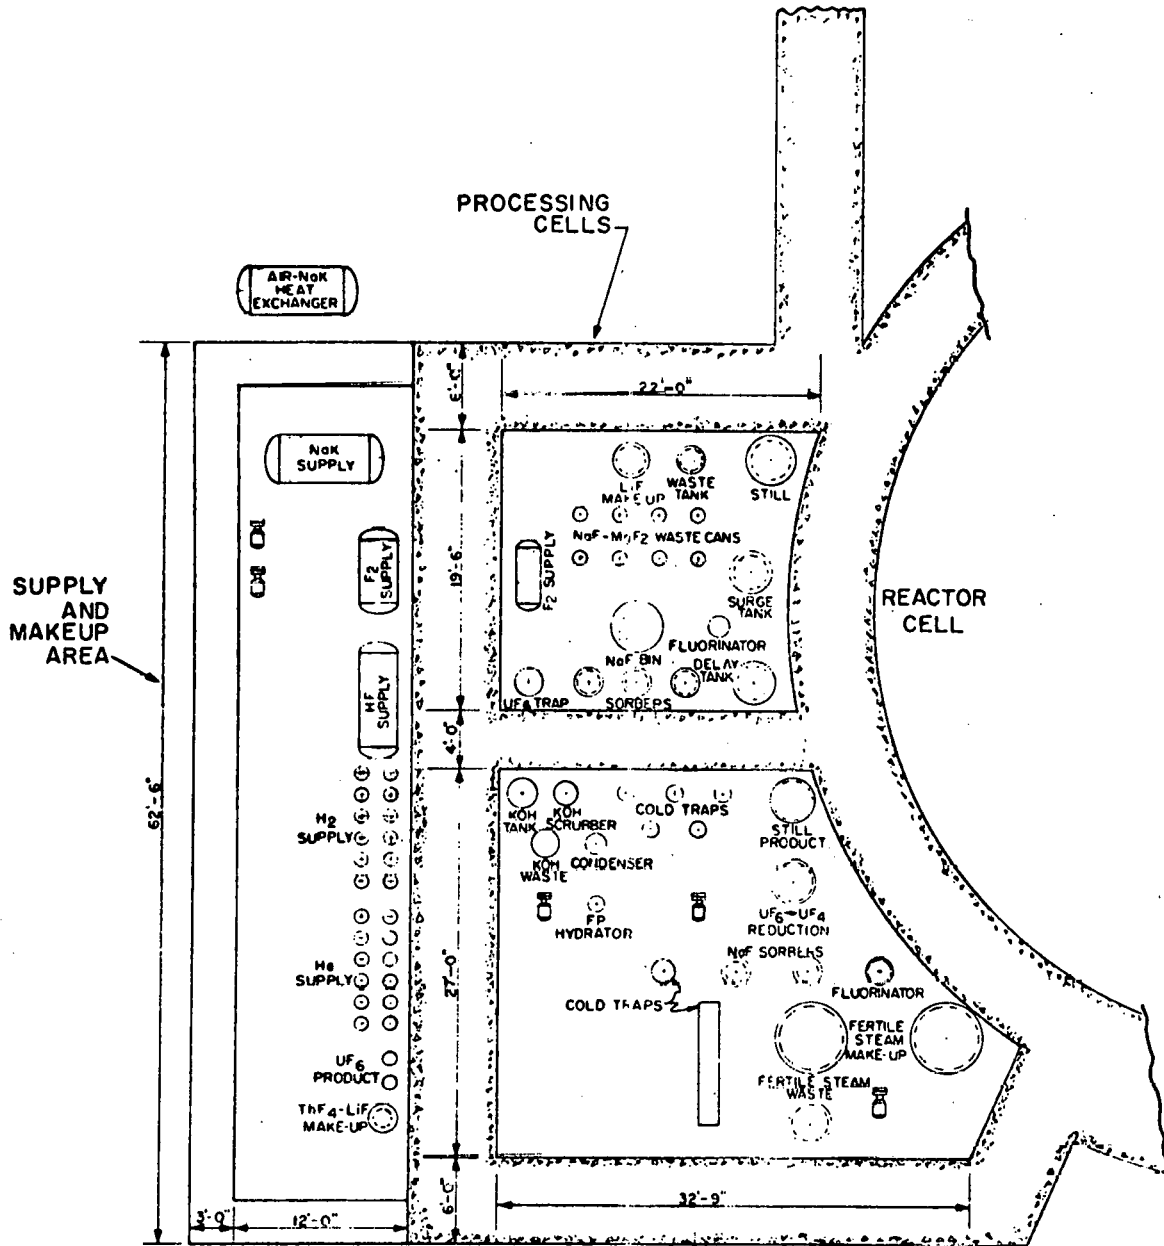 PROCESSING
CELLS
AIR-NaK
HEAT
EXCHANGER
6'-0"
22'-0"
NaK
SUPPLY
LiF
MAKE UP
WASTE
TANK
STILL
NaF-MgF2 WASTE CANS
F2
SUPPLY
F2 SUPPLY
19'-6"
SURGE
TANK
SUPPLY
AND
MAKEUP
AREA
REACTOR
CELL
FLUORINATOR
NaF BIN
DELAY
TANK
HF
SUPPLY
UF6 TRAP
SORBERS
4'-0"
62'-6"
KOH
TANK
KOH
SCRURBER
COLD TRAPS
STILL
PRODUCT
H2
SUPPLY
KOH
WASTE
CONDENSER
FP
HYDRATOR
UF6-UF4
REDUCTION
He
SUPPLY
27'-0"
NaF SORBERS
FLUORINATOR
COLD TRAPS
FERTILE
STEAM
MAKE-UP
UF6
PRODUCT
FERTILE STEAM
WASTE
ThF4-LiF
MAKE-UP
6'-0"
32'-9"
3'-0"
12'-0"